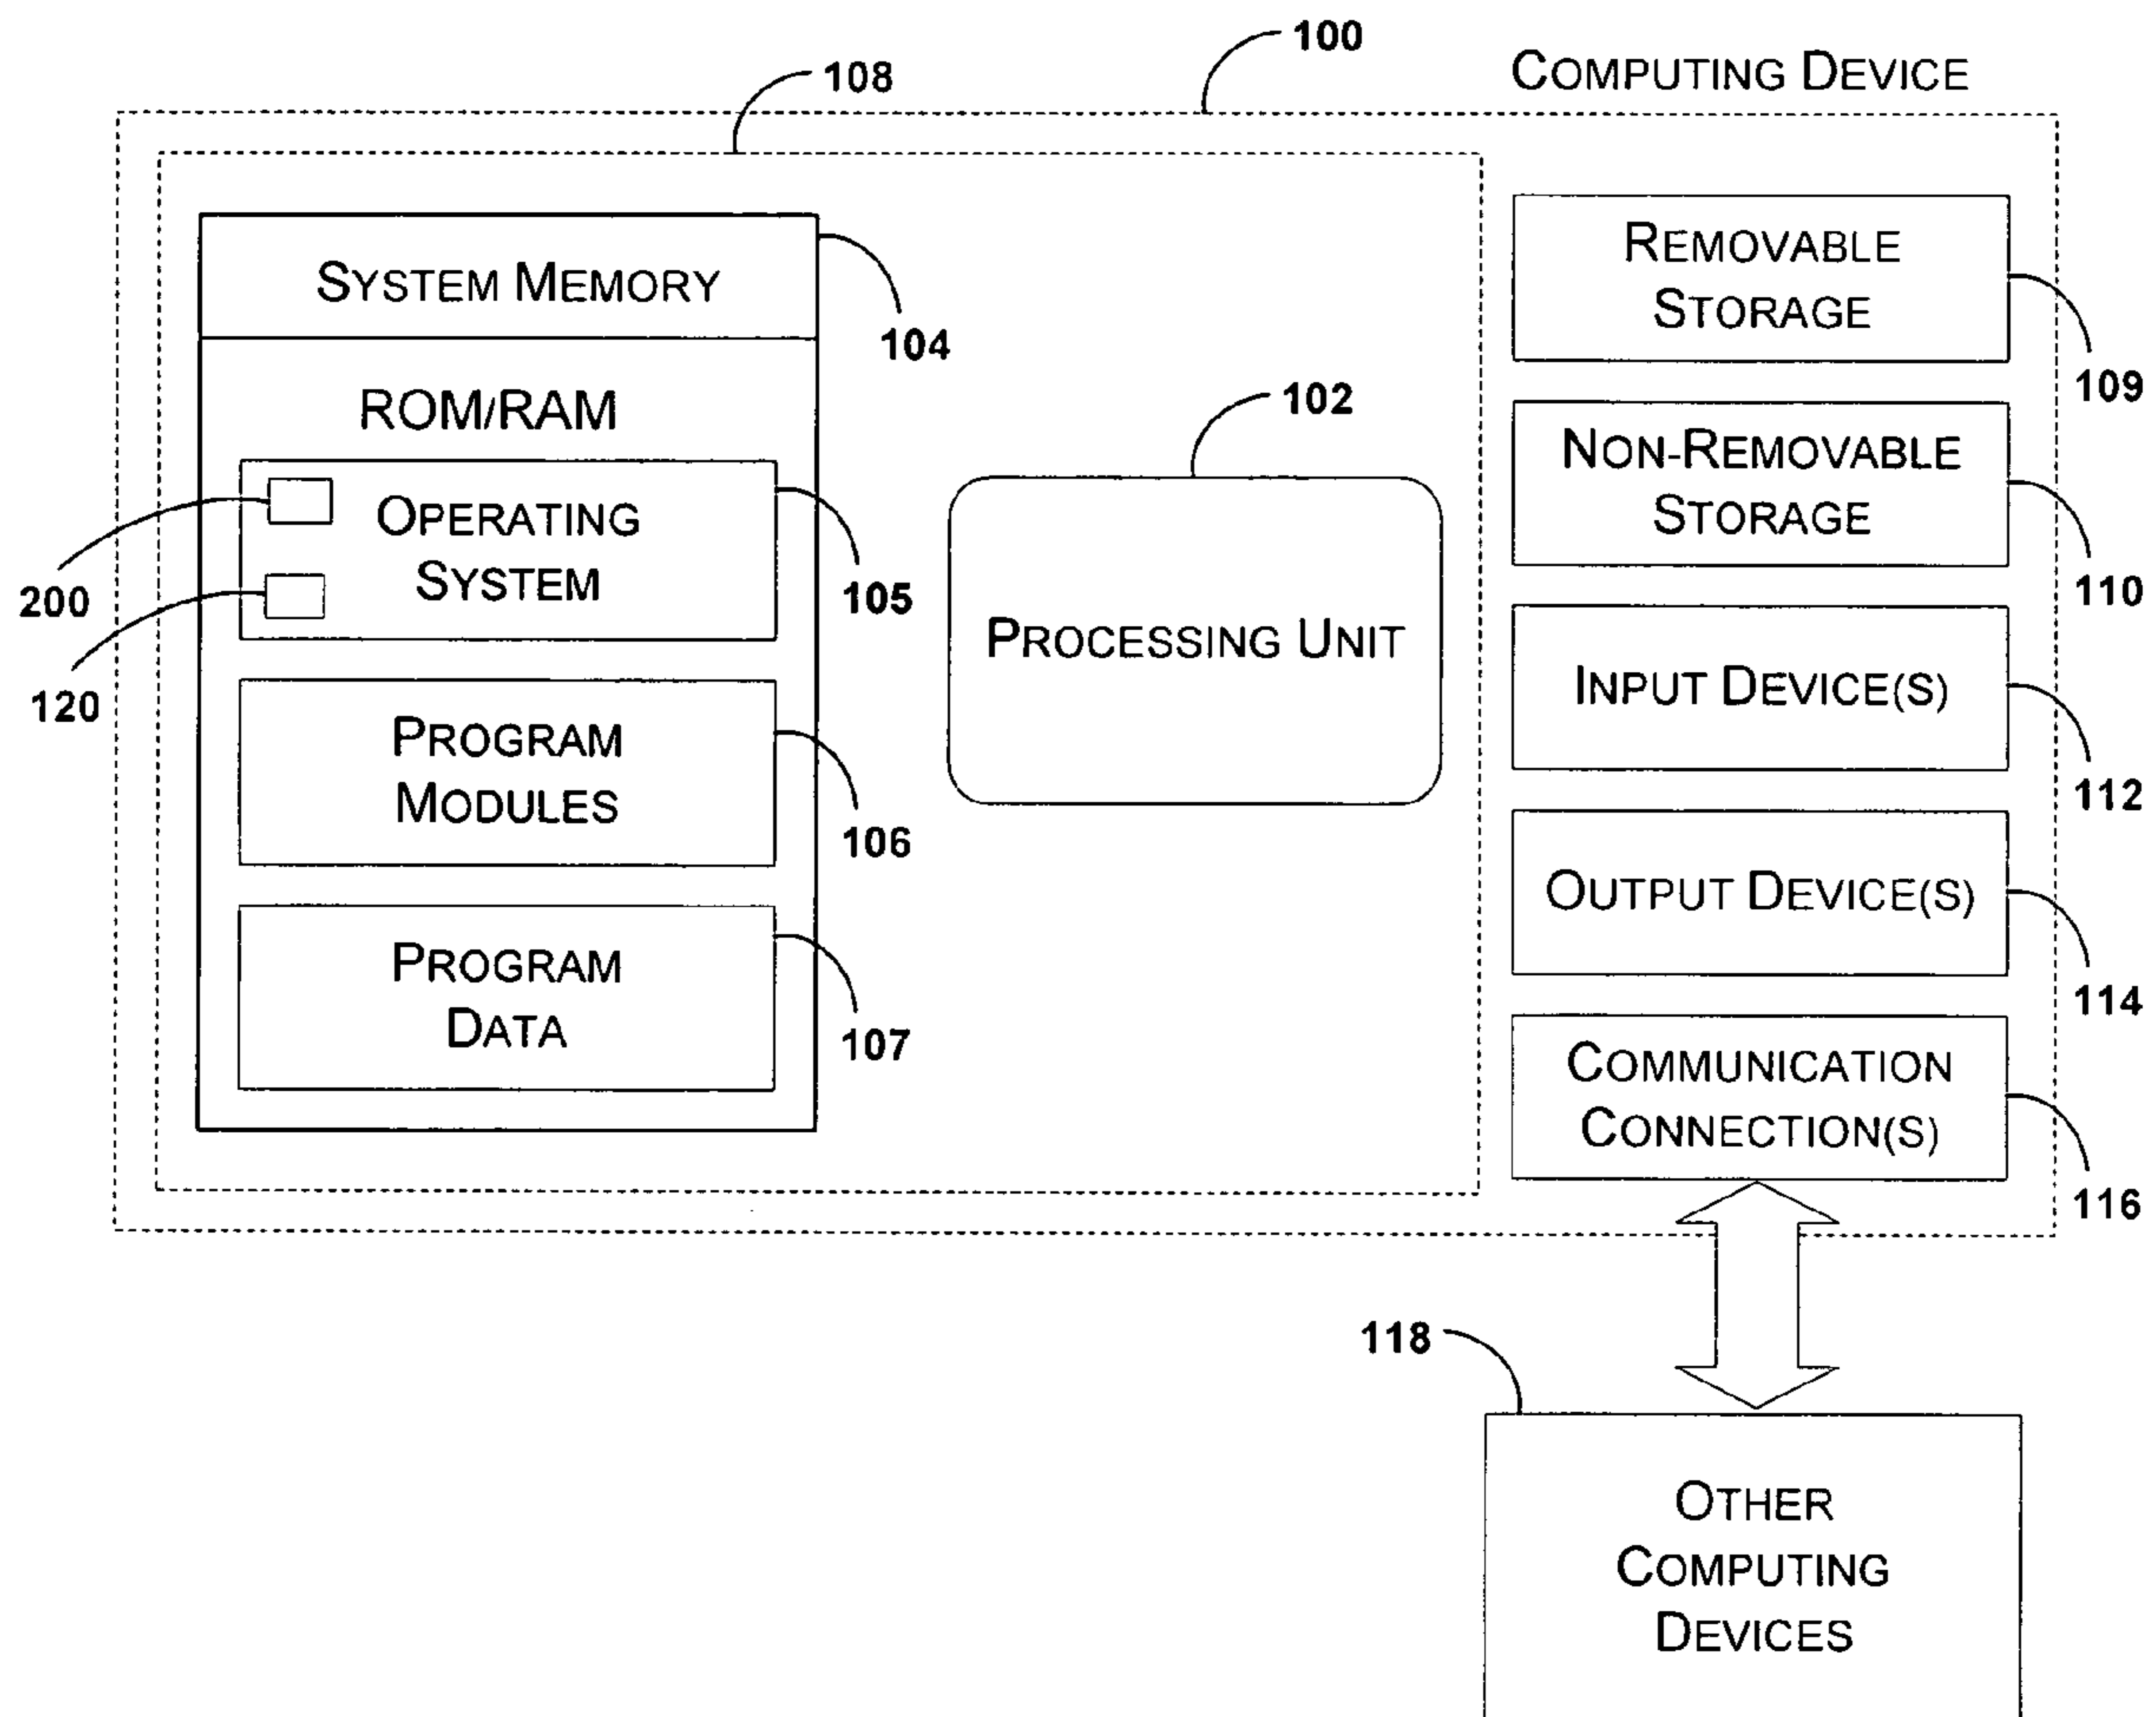 100
COMPUTING DEVICE
108
SYSTEM MEMORY
104
ROM/RAM
200
OPERATING
SYSTEM
105
120
PROGRAM
MODULES
106
PROGRAM
DATA
107
102
PROCESSING UNIT
REMOVABLE
STORAGE
109
NON-REMOVABLE
STORAGE
110
INPUT DEVICE(S)
112
OUTPUT DEVICE(S)
114
COMMUNICATION
CONNECTION(S)
116
118
OTHER
COMPUTING
DEVICES